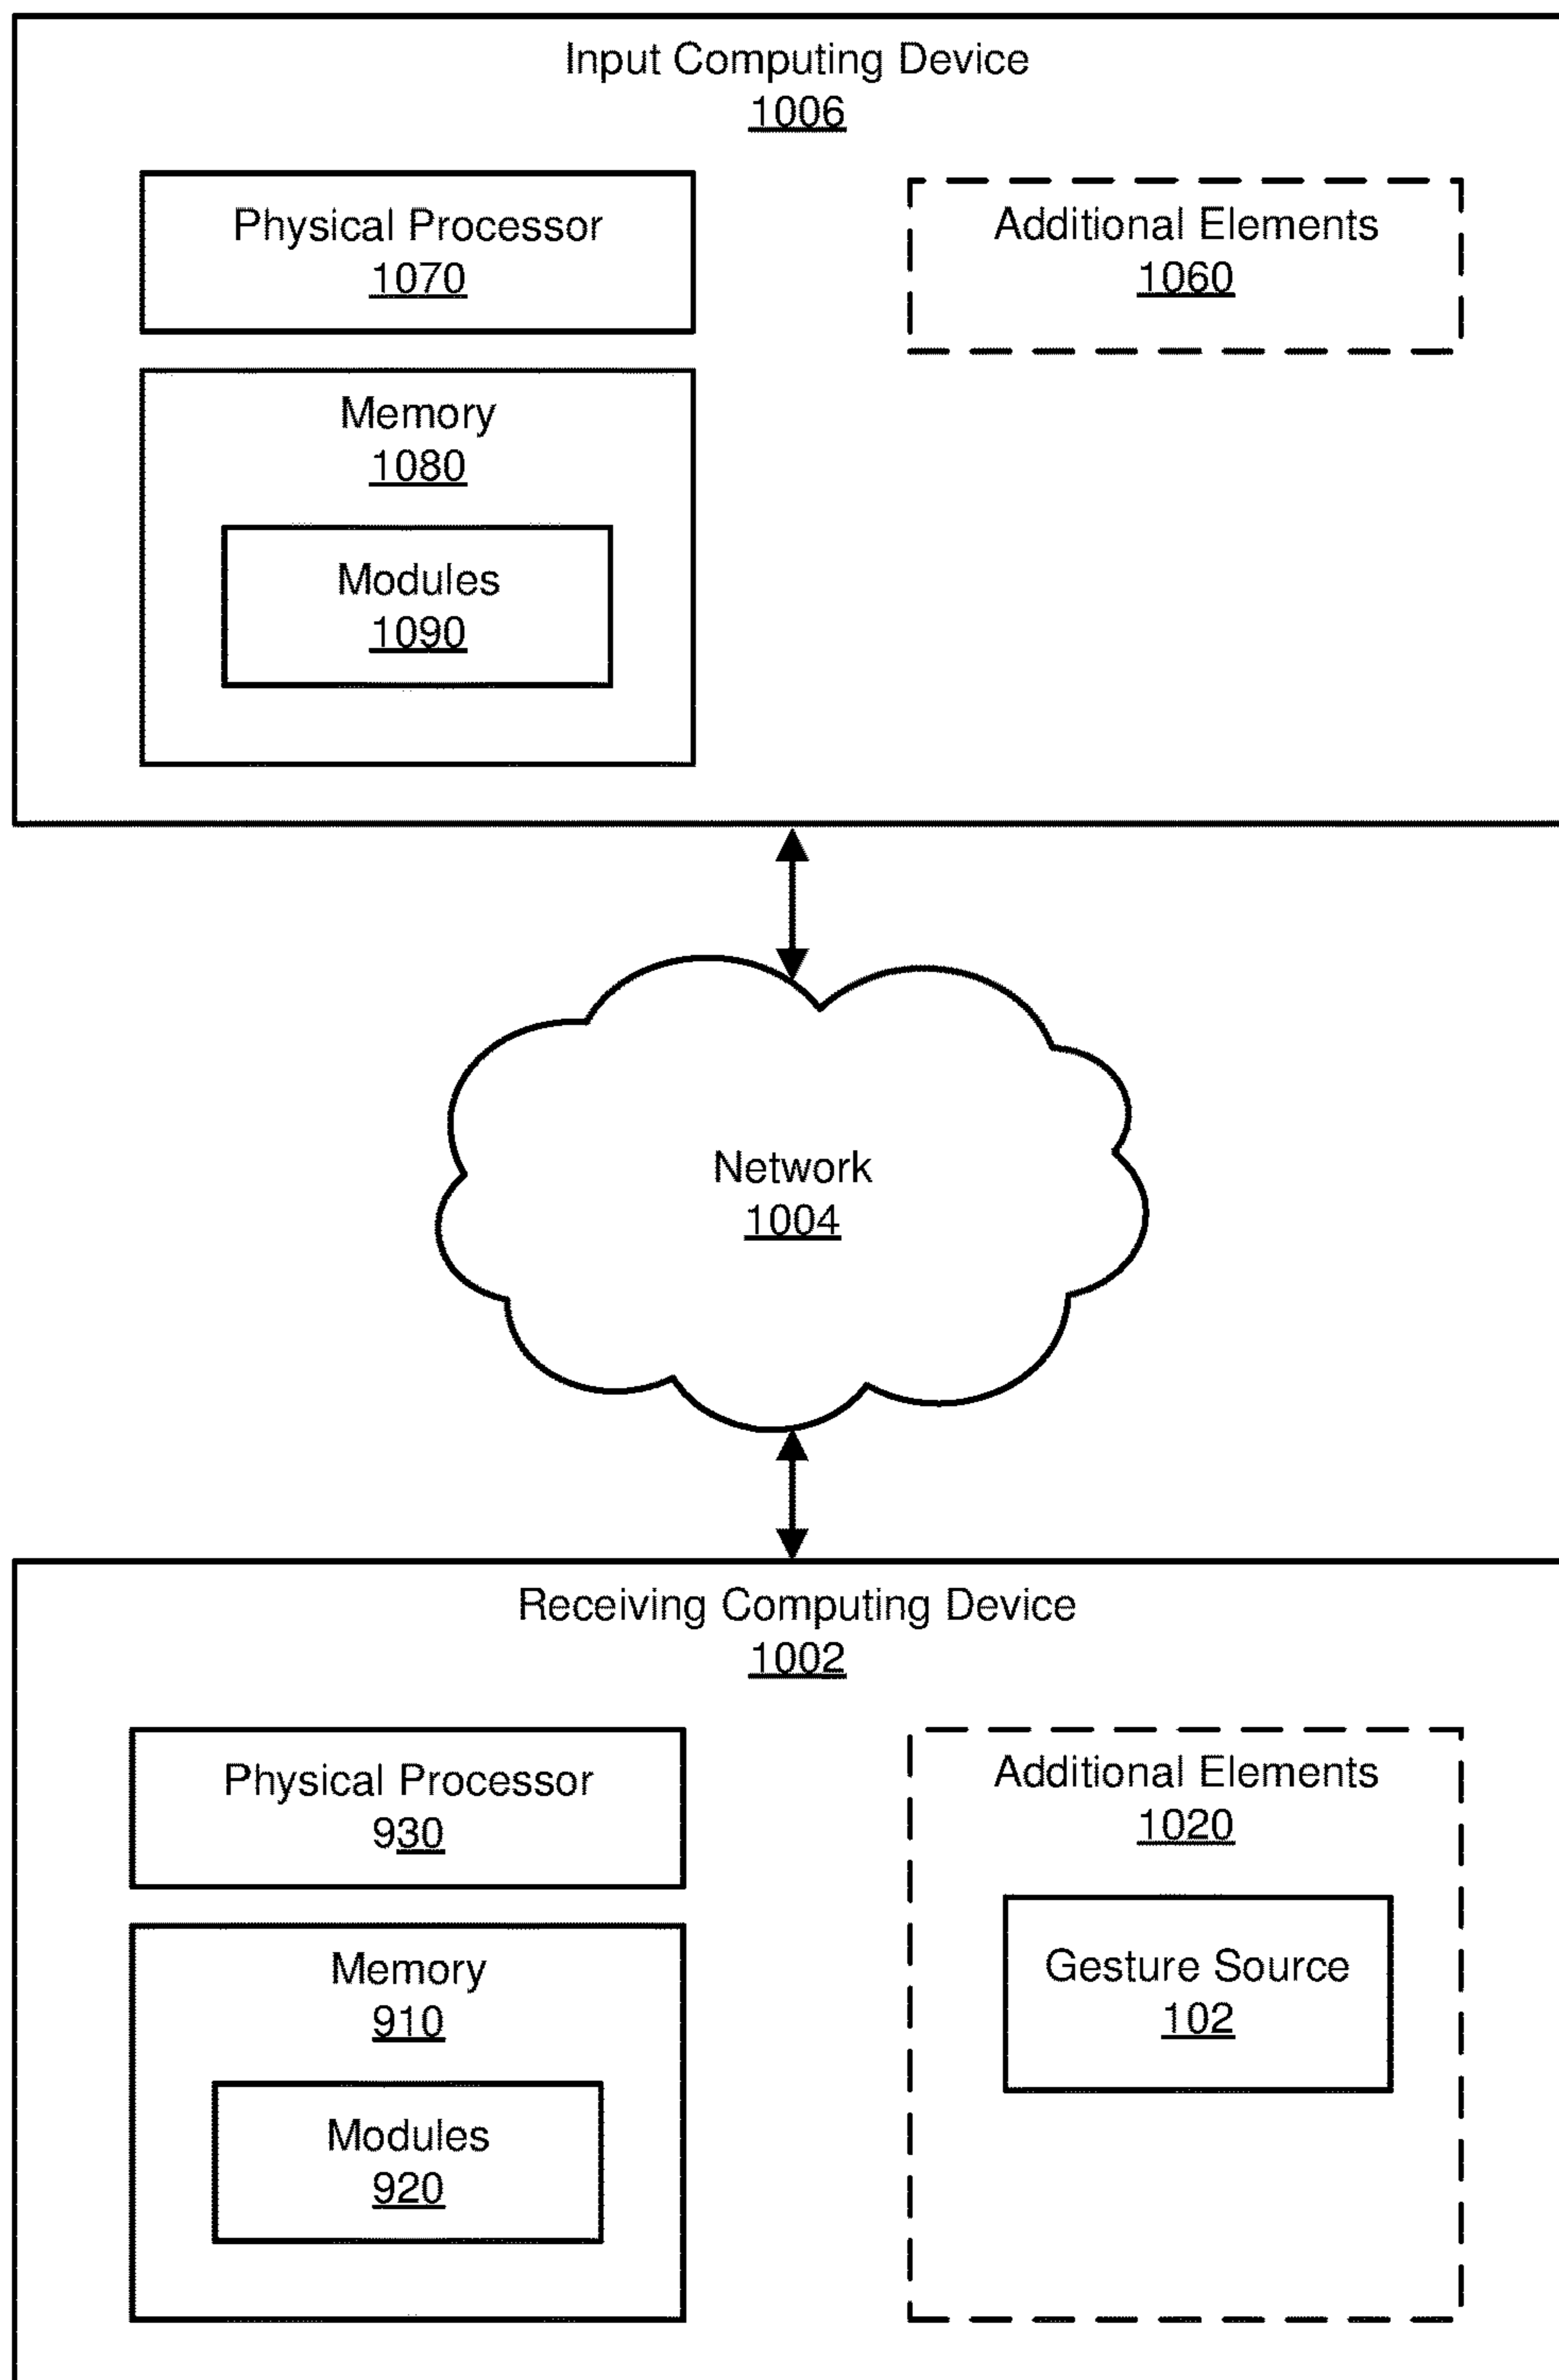 Input Computing Device
1006
Physical Processor
1070
Additional Elements
1060
Memory
1080
Modules
1090
Network
1004
Receiving Computing Device
1002
Physical Processor
930
Additional Elements
1020
Memory
910
Gesture Source
102
Modules
920